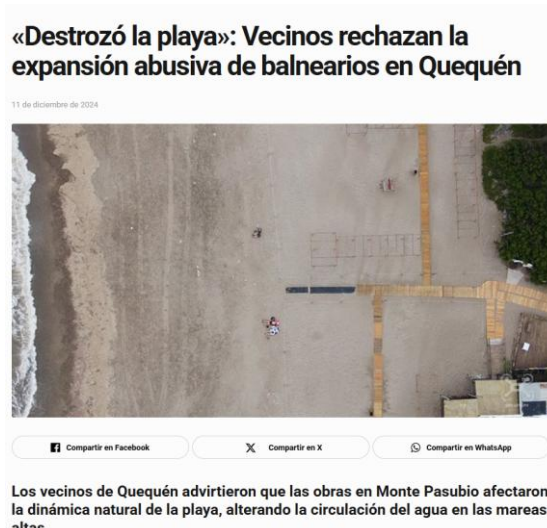 «Destrozó la playa»: Vecinos rechazan la
expansión abusiva de balnearios en Quequén
11 de diciembre de 2024
Compartir en Facebook
Compartir en X
Compartir en WhatsApp
Los vecinos de Quequén advirtieron que las obras en Monte Pasubio afectaron
la dinámica natural de la playa, alterando la circulación del agua en las mareas
altas